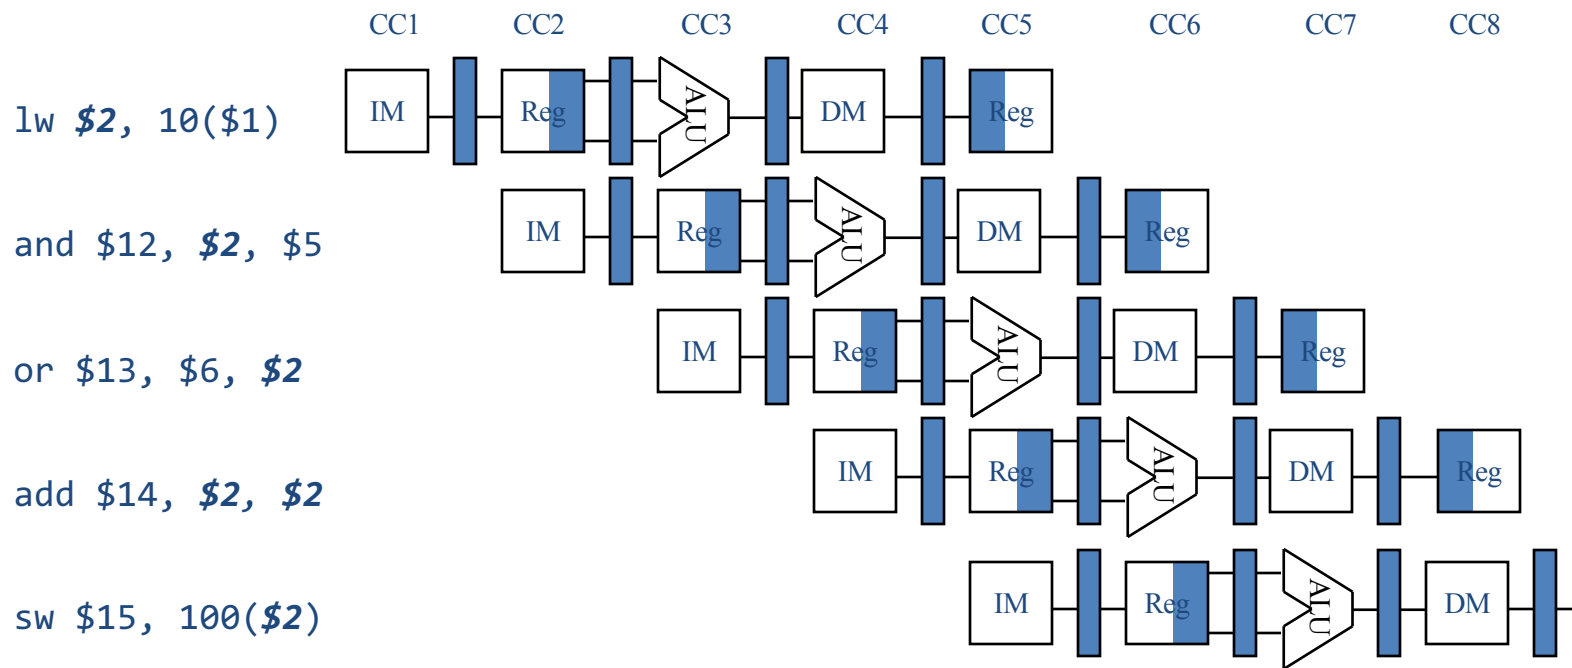 CC1 CC2 CC3 CC4 CC5 CC6 CC7 CC8
lw $2, 10($1) IM Reg ALU DM Reg
and $12, $2, $5 IM Reg ALU DM Reg
or $13, $6, $2 IM Reg ALU DM Reg
add $14, $2, $2 IM Reg ALU DM Reg
sw $15, 100($2) IM Reg ALU DM